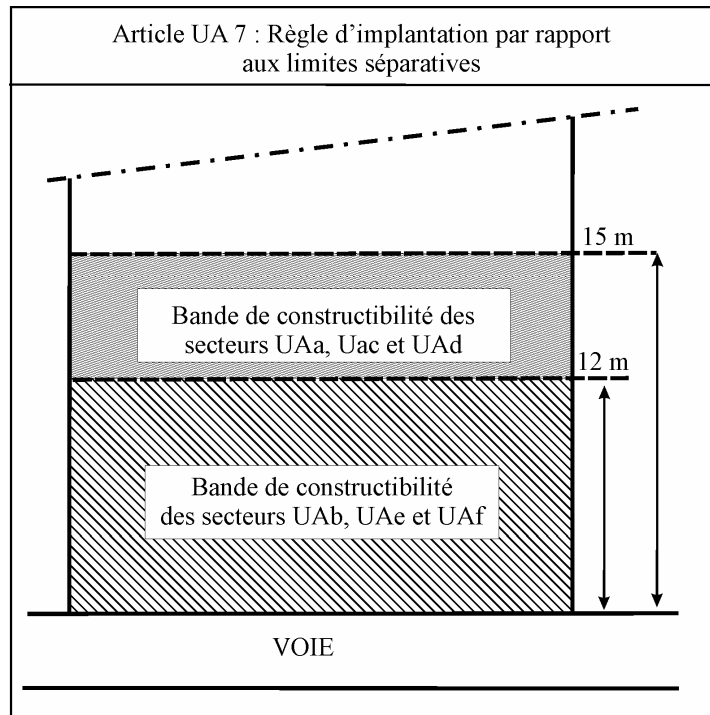 Article UA 7 : Règle d'implantation par rapport
aux limites séparatives
15 m
Bande de constructibilité des
secteurs UAa, Uac et UAd
12 m
Bande de constructibilité
des secteurs UAb, UAe et UAf
VOIE